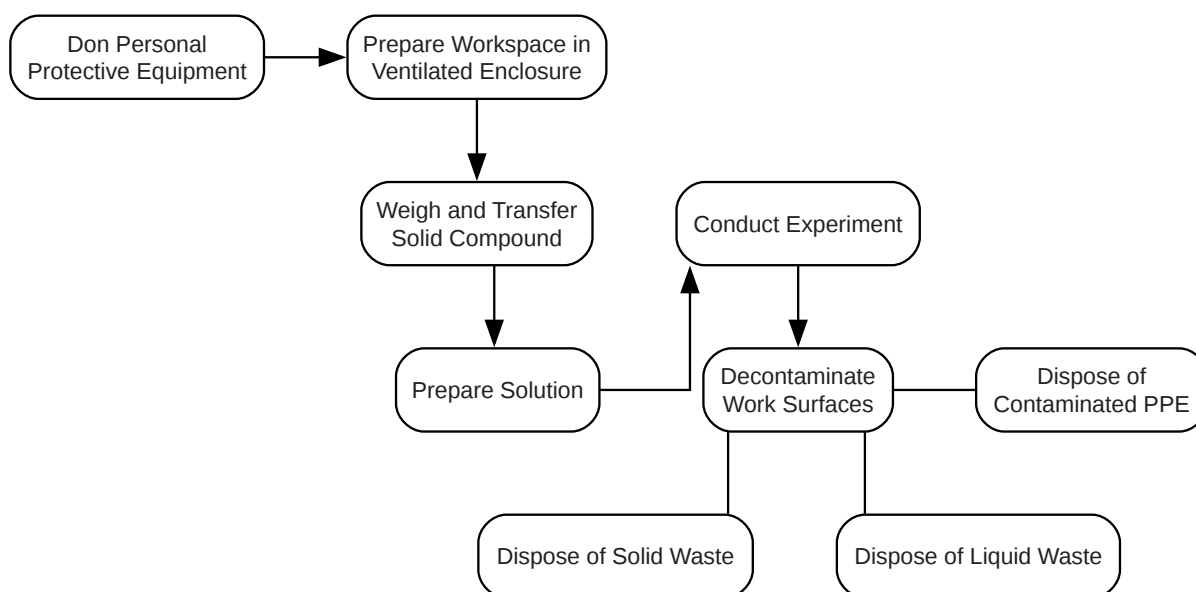 Don Personal
Protective Equipment
Prepare Workspace in
Ventilated Enclosure
Weigh and Transfer
Solid Compound
Conduct Experiment
Prepare Solution
Decontaminate
Work Surfaces
Dispose of
Contaminated PPE
Dispose of Solid Waste
Dispose of Liquid Waste